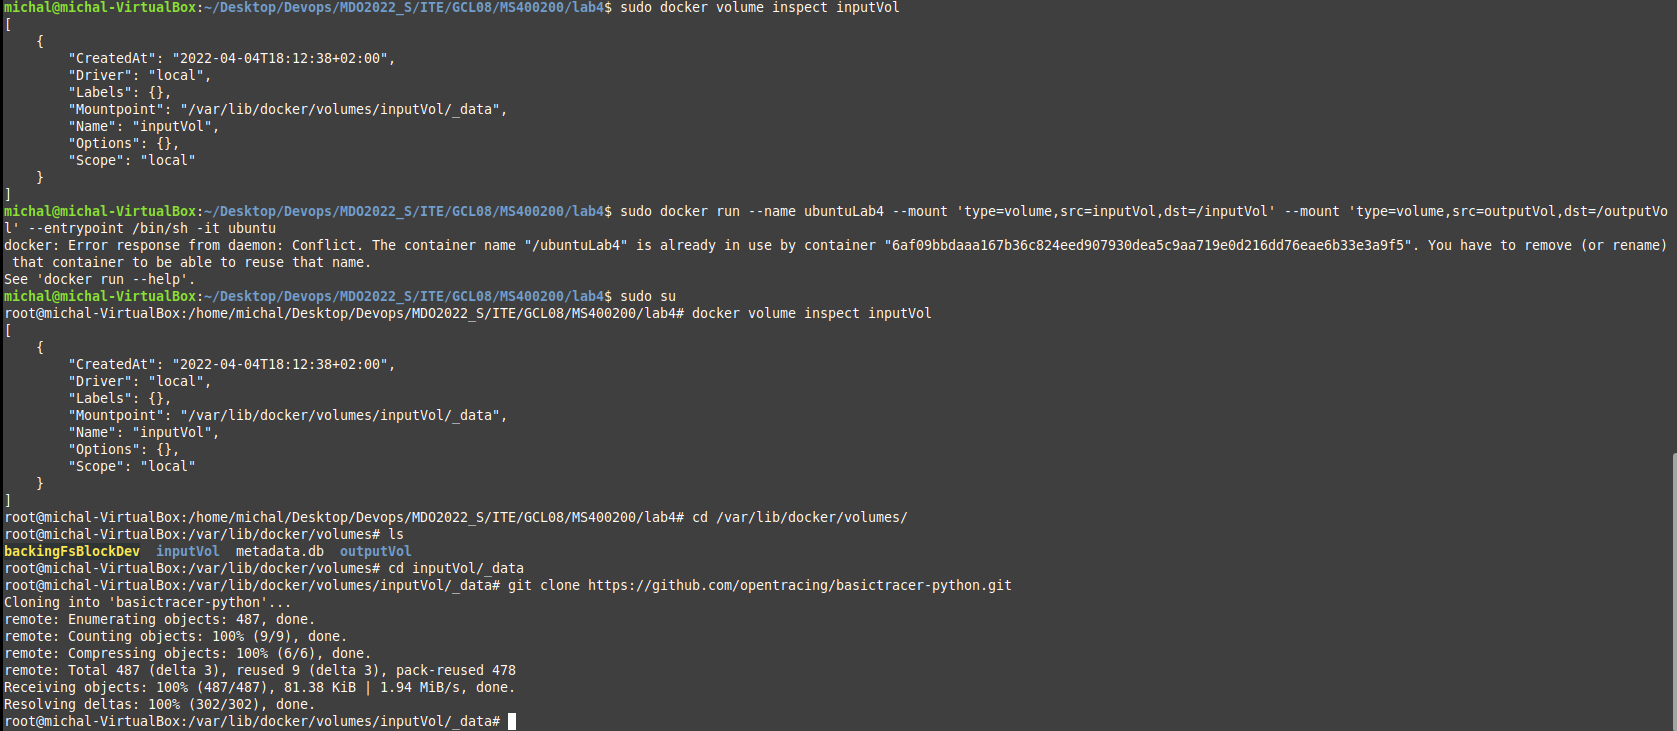 michal@michal-VirtualBox:~/Desktop/Devops/MDO2022_S/ITE/GCL08/MS400200/lab4$ sudo docker volume inspect inputVol
[
    {
        "CreatedAt": "2022-04-04T18:12:38+02:00",
        "Driver": "local",
        "Labels": {},
        "Mountpoint": "/var/lib/docker/volumes/inputVol/_data",
        "Name": "inputVol",
        "Options": {},
        "Scope": "local"
    }
]
michal@michal-VirtualBox:~/Desktop/Devops/MDO2022_S/ITE/GCL08/MS400200/lab4$ sudo docker run --name ubuntuLab4 --mount 'type=volume,src=inputVol,dst=/inputVol' --mount 'type=volume,src=outputVol,dst=/outputVo
l' --entrypoint /bin/sh -it ubuntu
docker: Error response from daemon: Conflict. The container name "/ubuntuLab4" is already in use by container "6af09bbdaaa167b36c824eed907930dea5c9aa719e0d216dd76eae6b33e3a9f5". You have to remove (or rename)
 that container to be able to reuse that name.
See 'docker run --help'.
michal@michal-VirtualBox:~/Desktop/Devops/MDO2022_S/ITE/GCL08/MS400200/lab4$ sudo su
root@michal-VirtualBox:/home/michal/Desktop/Devops/MDO2022_S/ITE/GCL08/MS400200/lab4# docker volume inspect inputVol
[
    {
        "CreatedAt": "2022-04-04T18:12:38+02:00",
        "Driver": "local",
        "Labels": {},
        "Mountpoint": "/var/lib/docker/volumes/inputVol/_data",
        "Name": "inputVol",
        "Options": {},
        "Scope": "local"
    }
]
root@michal-VirtualBox:/home/michal/Desktop/Devops/MDO2022_S/ITE/GCL08/MS400200/lab4# cd /var/lib/docker/volumes/
root@michal-VirtualBox:/var/lib/docker/volumes# ls
backingFsBlockDev  inputVol  metadata.db  outputVol
root@michal-VirtualBox:/var/lib/docker/volumes# cd inputVol/_data
root@michal-VirtualBox:/var/lib/docker/volumes/inputVol/_data# git clone https://github.com/opentracing/basictracer-python.git
Cloning into 'basictracer-python'...
remote: Enumerating objects: 487, done.
remote: Counting objects: 100% (9/9), done.
remote: Compressing objects: 100% (6/6), done.
remote: Total 487 (delta 3), reused 9 (delta 3), pack-reused 478
Receiving objects: 100% (487/487), 81.38 KiB | 1.94 MiB/s, done.
Resolving deltas: 100% (302/302), done.
root@michal-VirtualBox:/var/lib/docker/volumes/inputVol/_data#